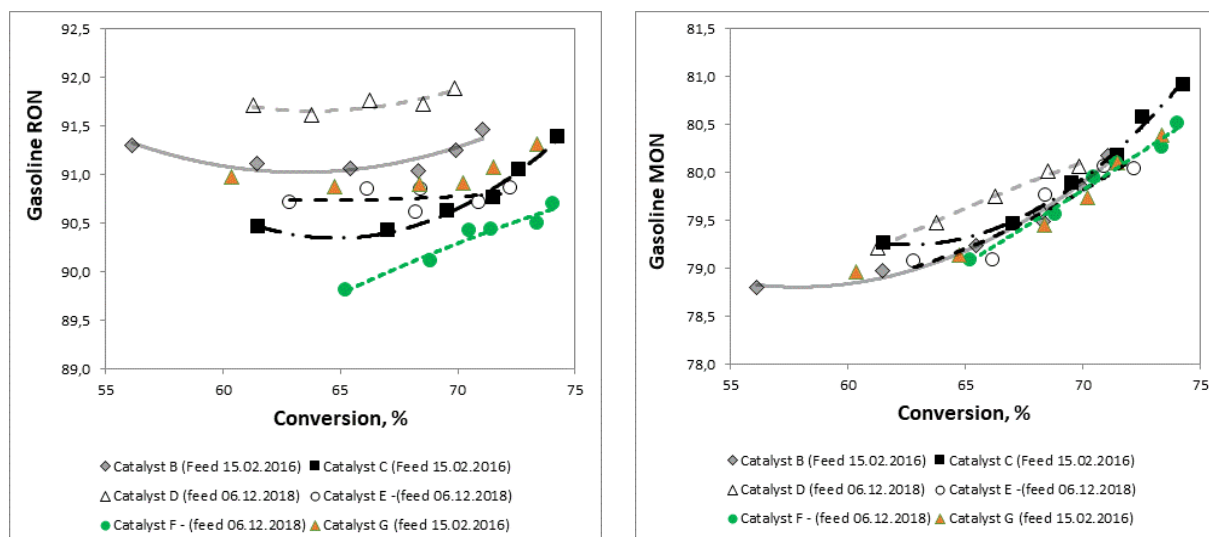 Gasoline RON
92,5
92,0
91,5
91,0
90,5
90,0
89,5
89,0
55 60 65 70 75
Conversion, %
Catalyst B (Feed 15.02.2016) Catalyst C (Feed 15.02.2016)
Catalyst D (feed 06.12.2018) Catalyst E -(feed 06.12.2018)
Catalyst F - (feed 06.12.2018) Catalyst G (feed 15.02.2016)
Gasoline MON
81,5
81,0
80,5
80,0
79,5
79,0
78,5
78,0
55 60 65 70 75
Conversion, %
Catalyst B (Feed 15.02.2016) Catalyst C (Feed 15.02.2016)
Catalyst D (feed 06.12.2018) Catalyst E -(feed 06.12.2018)
Catalyst F - (feed 06.12.2018) Catalyst G (feed 15.02.2016)